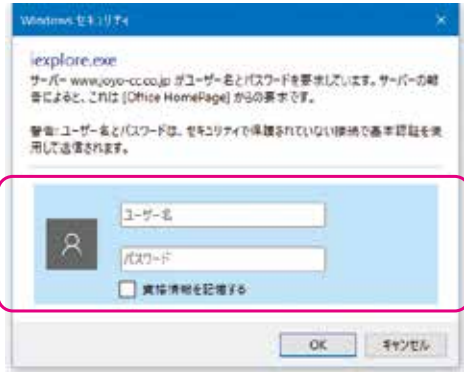 Windows セキュリティ
iexplore.exe
サーバー www.joyo-cc.co.jp がユーザー名とパスワードを要求しています。サーバーの報
告によると、これは [Office HomePage] からの要求です。
警告: ユーザー名とパスワードは、セキュリティで保護されていない接続で基本認証を使
用して送信されます。
ユーザー名
パスワード
資格情報を記憶する
OK
キャンセル